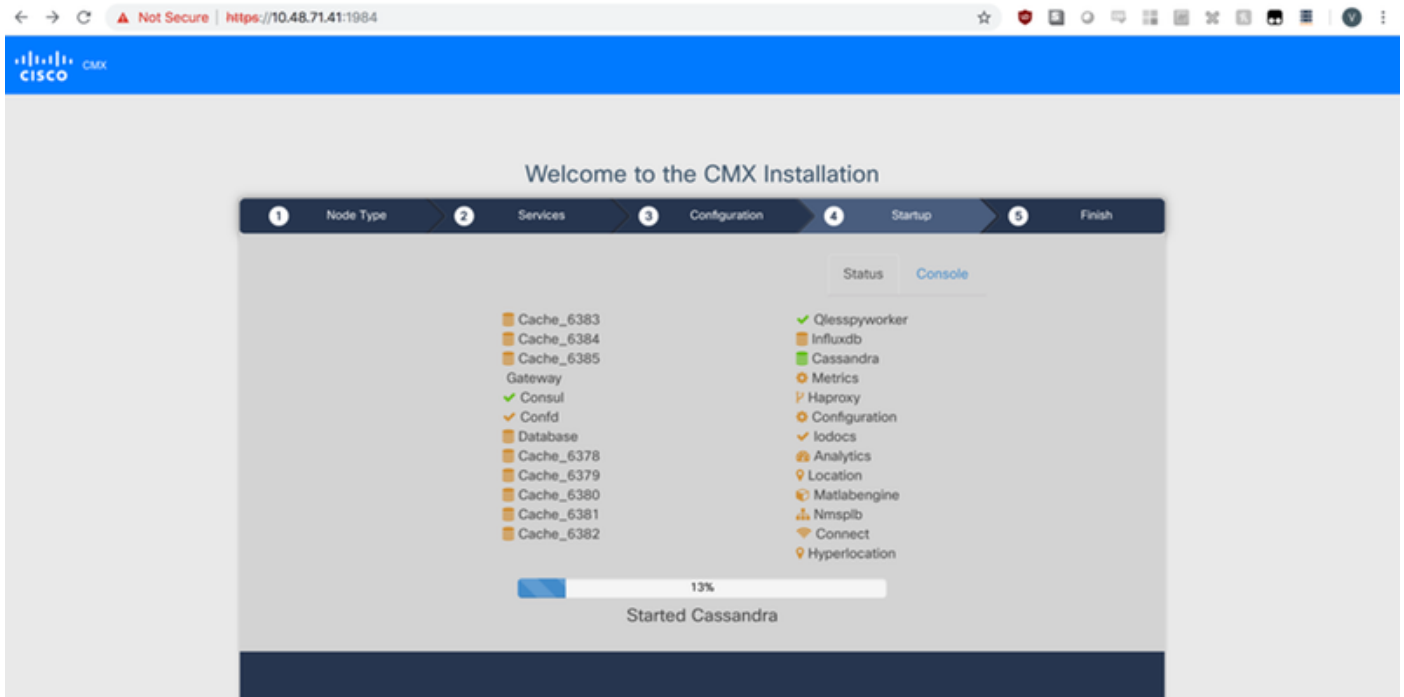 Not Secure | https://10.48.71.41:1984
V
CISCO CMX
Welcome to the CMX Installation
1 Node Type 2 Services 3 Configuration 4 Startup 5 Finish
Status Console
Cache_6383
Cache_6384
Cache_6385
Gateway
Consul
Confd
Database
Cache_6378
Cache_6379
Cache_6380
Cache_6381
Cache_6382
Qlesspyworker
Influxdb
Cassandra
Metrics
Haproxy
Configuration
Iodocs
Analytics
Location
Matlabengine
Nmsplb
Connect
Hyperlocation
13%
Started Cassandra